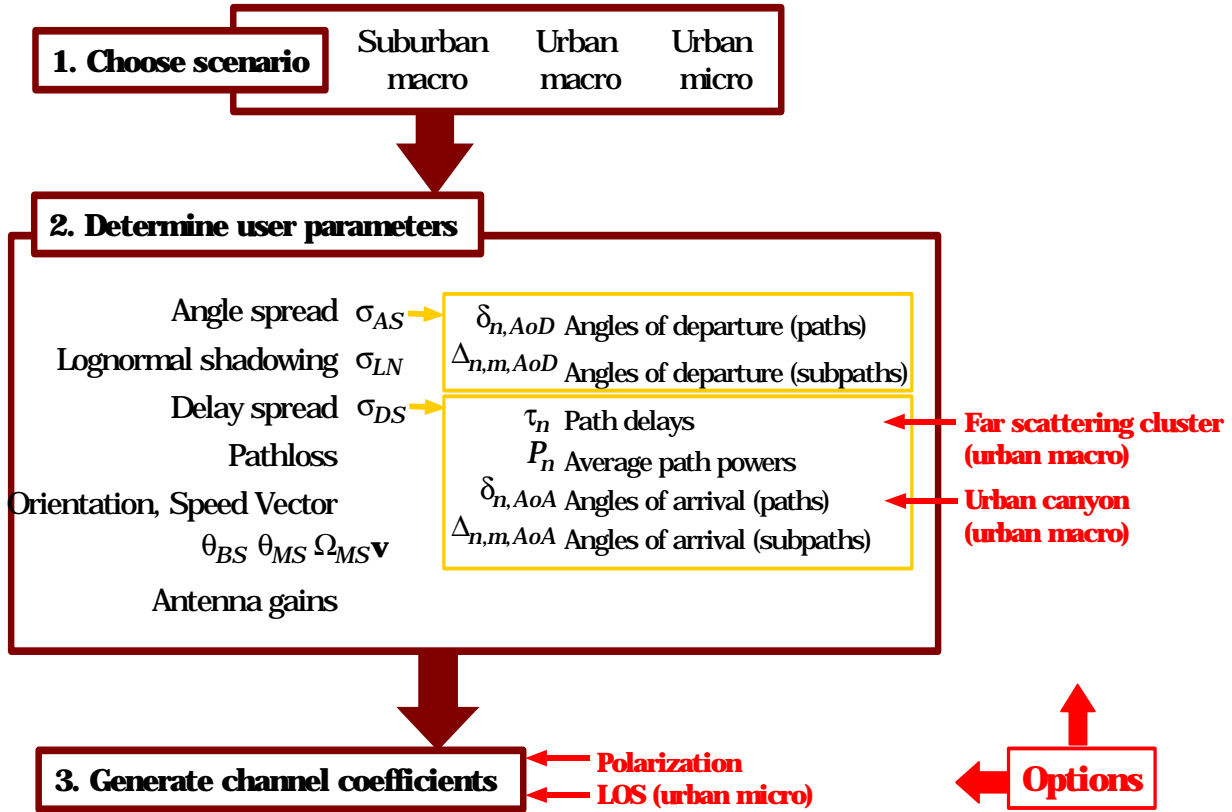 1. Choose scenario
Suburban macro
Urban macro
Urban micro
2. Determine user parameters
Angle spread σAS
Lognormal shadowing σLN
Delay spread σDS
Pathloss
Orientation, Speed Vector
θBS θMS ΩMS v
Antenna gains
δn,AoD Angles of departure (paths)
Δn,m,AoD Angles of departure (subpaths)
τn Path delays
Pn Average path powers
δn,AoA Angles of arrival (paths)
Δn,m,AoA Angles of arrival (subpaths)
Far scattering cluster
(urban macro)
Urban canyon
(urban macro)
3. Generate channel coefficients
Polarization
LOS (urban micro)
Options